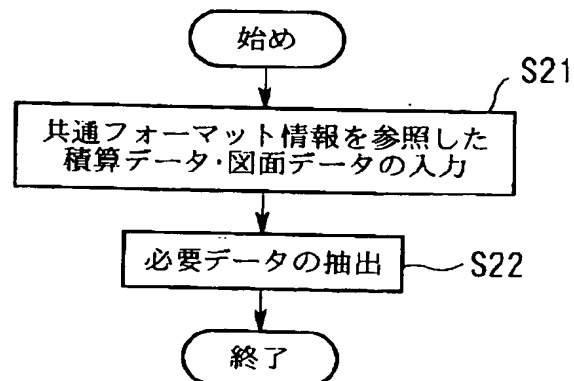 始め
S21
共通フォーマット情報を参照した
積算データ・図面データの入力
必要データの抽出
S22
終了